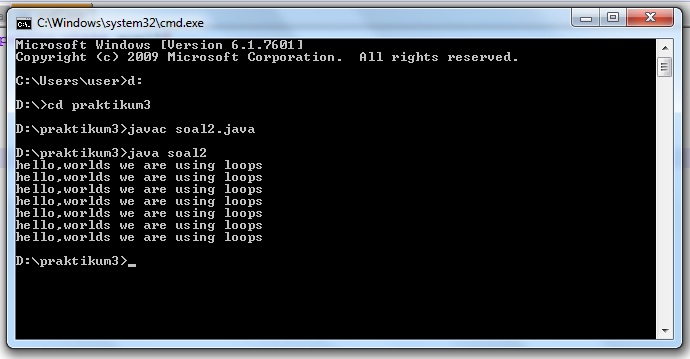 C:\Windows\system32\cmd.exe
Microsoft Windows [Version 6.1.7601]
Copyright (c) 2009 Microsoft Corporation.  All rights reserved.
C:\Users\user>d:
D:\>cd praktikum3
D:\praktikum3>javac soal2.java
D:\praktikum3>java soal2
hello,worlds we are using loops
hello,worlds we are using loops
hello,worlds we are using loops
hello,worlds we are using loops
hello,worlds we are using loops
hello,worlds we are using loops
hello,worlds we are using loops
D:\praktikum3>_